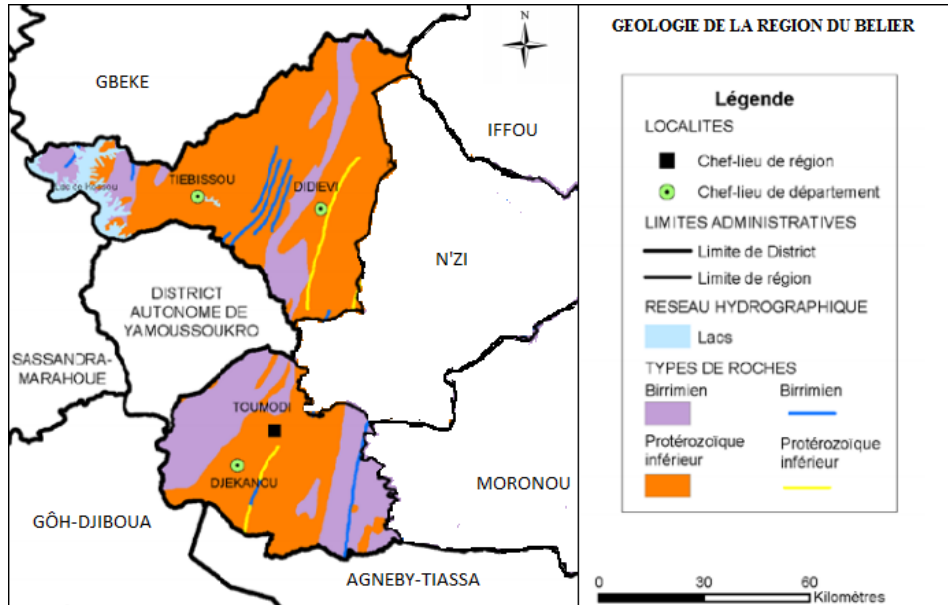 GEOLOGIE DE LA REGION DU BELIER
N
GBEKE
IFFOU
Lac de Kossou
TIEBISSOU
DIDIEVI
N'ZI
DISTRICT
AUTONOME DE
YAMOUSSOUKRO
SASSANDRA-
MARAHOUE
TOUMODI
DJEKANOU
MORONOU
GÔH-DJIBOUA
AGNEBY-TIASSA
Légende
LOCALITES
Chef-lieu de région
Chef-lieu de département
LIMITES ADMINISTRATIVES
Limite de District
Limite de région
RESEAU HYDROGRAPHIQUE
Lacs
TYPES DE ROCHES
Birrimien Birrimien
Protérozoïque Protérozoïque
inférieur inférieur
0 30 60
Kilomètres